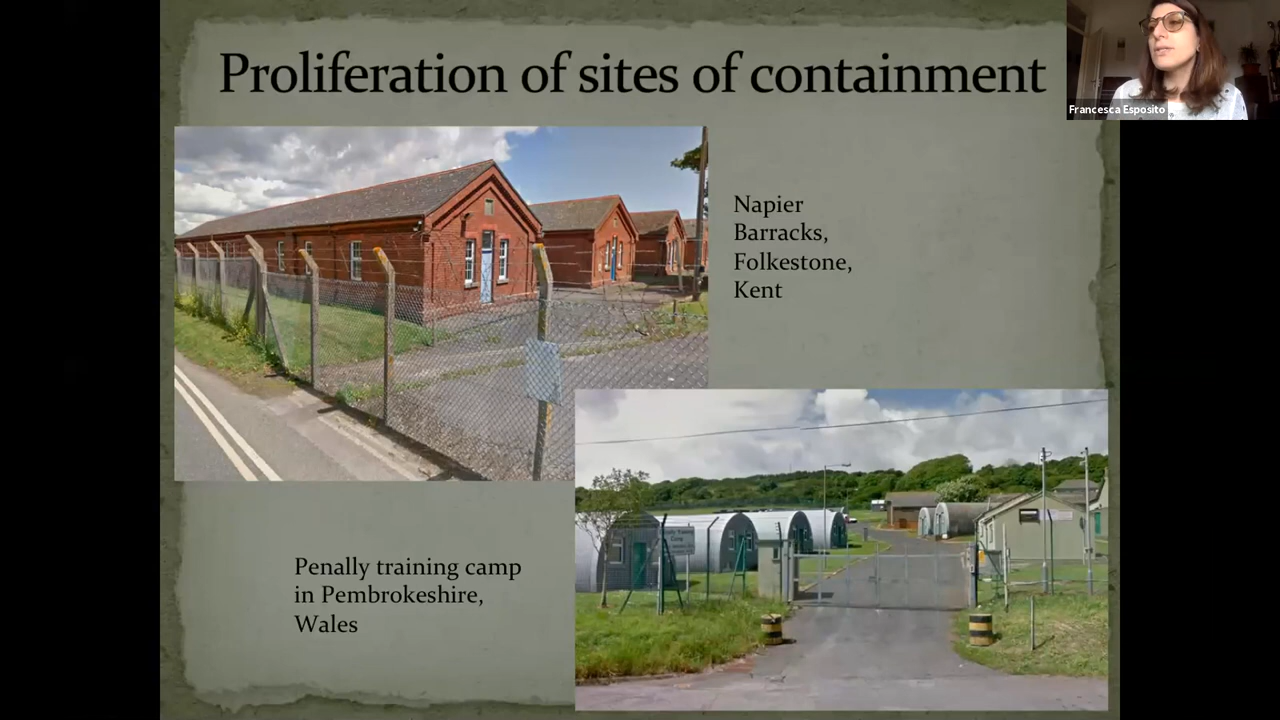 Proliferation of sites of containment
Francesca Esposito
Napier
Barracks,
Folkestone,
Kent
Penally training camp
in Pembrokeshire,
Wales